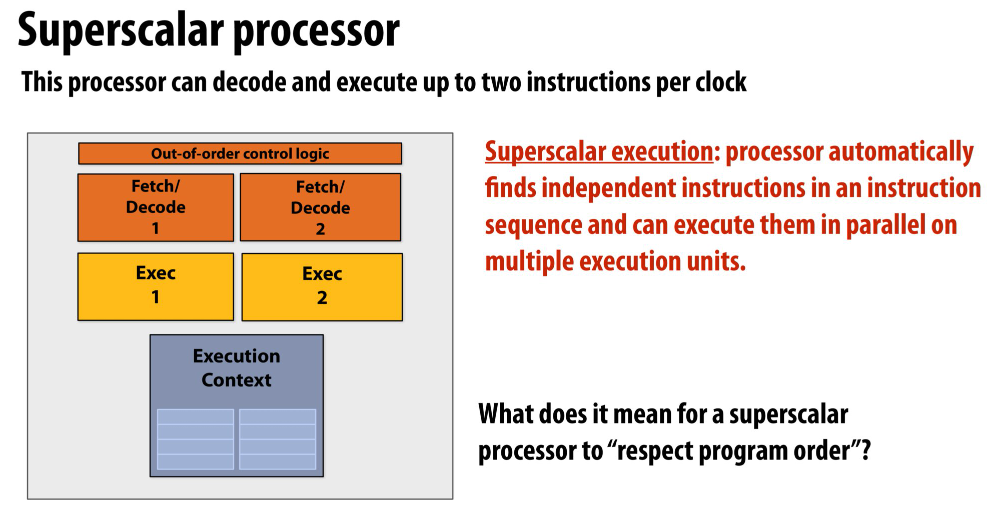 Superscalar processor
This processor can decode and execute up to two instructions per clock
Out-of-order control logic
Fetch/
Decode
1
Fetch/
Decode
2
Exec
1
Exec
2
Execution
Context
Superscalar execution: processor automatically
finds independent instructions in an instruction
sequence and can execute them in parallel on
multiple execution units.
What does it mean for a superscalar
processor to “respect program order”?